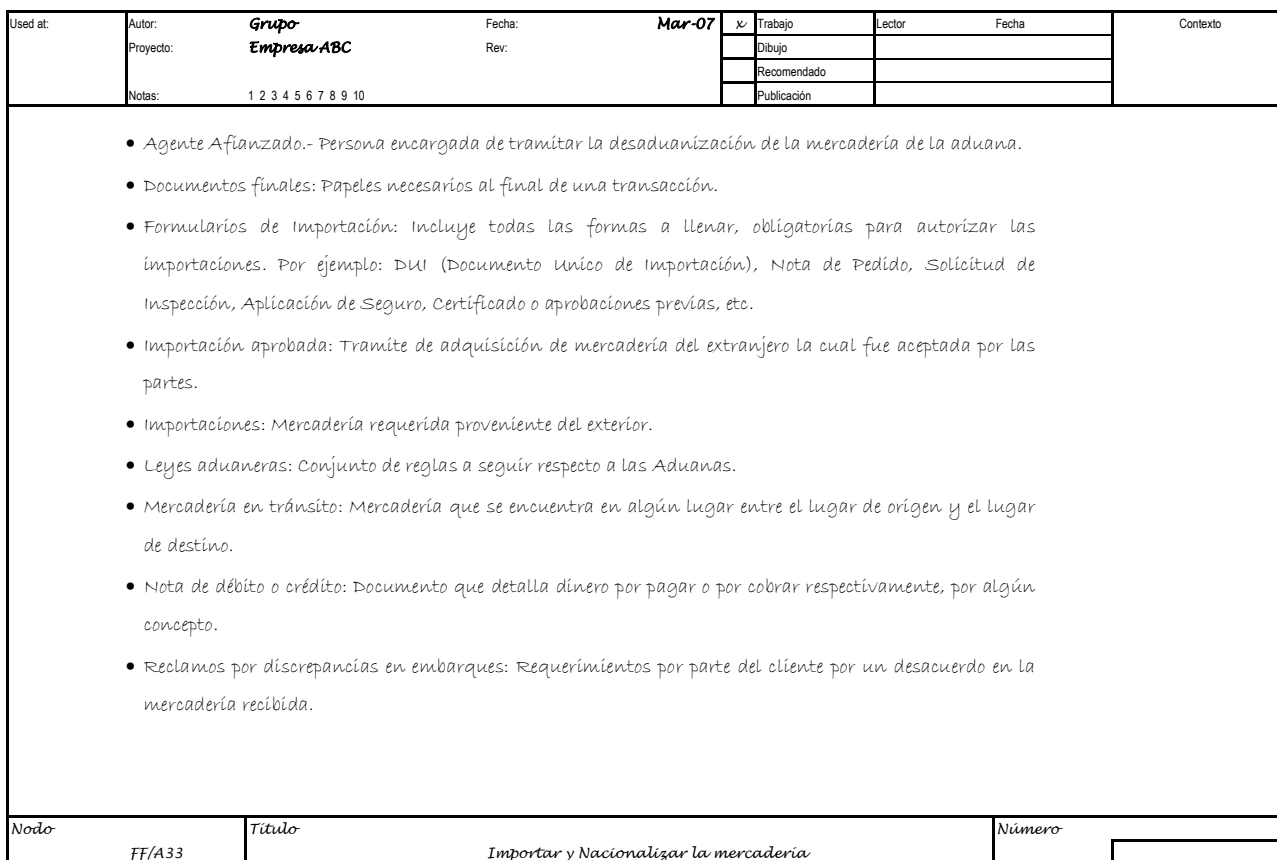 Used at: Autor: Grupo Fecha: Mar-07 x Trabajo Lector Fecha Contexto
Proyecto: Empresa ABC Rev: Dibujo
Recomendado
Notas: 1 2 3 4 5 6 7 8 9 10 Publicación
• Agente Afianzado.- Persona encargada de tramitar la desaduanización de la mercadería de la aduana.
• Documentos finales: Papeles necesarios al final de una transacción.
• Formularios de Importación: Incluye todas las formas a llenar, obligatorias para autorizar las
importaciones. Por ejemplo: DUI (Documento Unico de Importación), Nota de Pedido, Solicitud de
Inspección, Aplicación de Seguro, Certificado o aprobaciones previas, etc.
• Importación aprobada: Tramite de adquisición de mercadería del extranjero la cual fue aceptada por las
partes.
• Importaciones: Mercadería requerida proveniente del exterior.
• Leyes aduaneras: Conjunto de reglas a seguir respecto a las Aduanas.
• Mercadería en tránsito: Mercadería que se encuentra en algún lugar entre el lugar de origen y el lugar
de destino.
• Nota de débito o crédito: Documento que detalla dinero por pagar o por cobrar respectivamente, por algún
concepto.
• Reclamos por discrepancias en embarques: Requerimientos por parte del cliente por un desacuerdo en la
mercadería recibida.
Nodo Título Número
FF/A33 Importar y Nacionalizar la mercadería